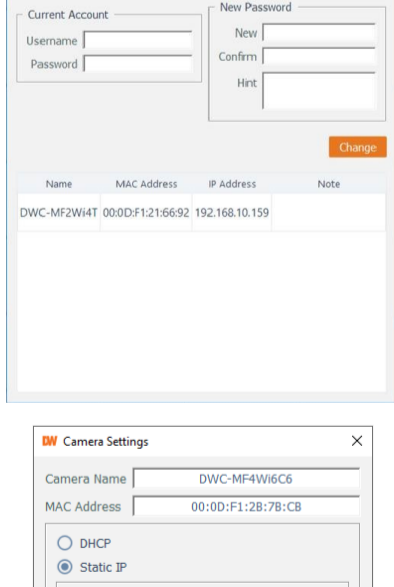 Current Account
Username
Password
New Password
New
Confirm
Hint
Change
Name MAC Address IP Address Note
DWC-MF2Wi4T 00:0D:F1:21:66:92 192.168.10.159
DW Camera Settings
Camera Name DWC-MF4Wi6C6
MAC Address 00:0D:F1:2B:7B:CB
DHCP
Static IP